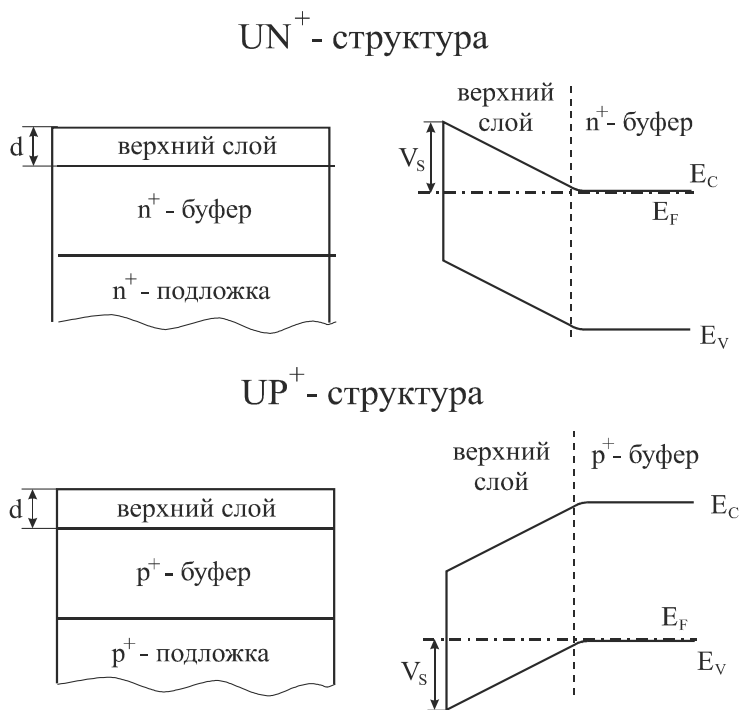 UN⁺- структура
d
верхний слой
n⁺- буфер
n⁺- подложка
верхний
слой
n⁺-буфер
V_S
E_C
E_F
E_V
UP⁺- структура
d
верхний слой
p⁺- буфер
p⁺- подложка
верхний
слой
p⁺-буфер
E_C
E_F
V_S
E_V